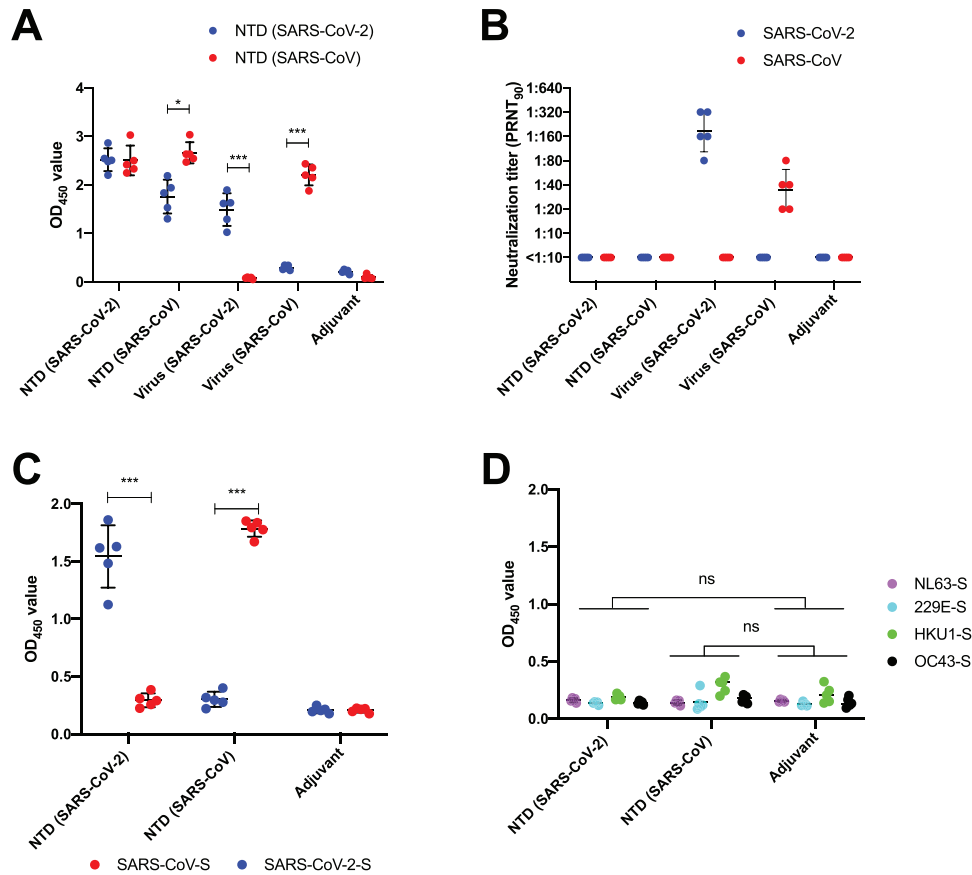 A
NTD (SARS-CoV-2)
NTD (SARS-CoV)
OD450 value
4
3
2
1
0
*
***
***
NTD (SARS-CoV-2)
NTD (SARS-CoV)
Virus (SARS-CoV-2)
Virus (SARS-CoV)
Adjuvant
B
SARS-CoV-2
SARS-CoV
Neutralization titer (PRNT90)
1:640
1:320
1:160
1:80
1:40
1:20
1:10
<1:10
NTD (SARS-CoV-2)
NTD (SARS-CoV)
Virus (SARS-CoV-2)
Virus (SARS-CoV)
Adjuvant
C
OD450 value
2.0
1.5
1.0
0.5
0.0
***
***
NTD (SARS-CoV-2)
NTD (SARS-CoV)
Adjuvant
SARS-CoV-S
SARS-CoV-2-S
D
OD450 value
2.0
1.5
1.0
0.5
0.0
ns
ns
NTD (SARS-CoV-2)
NTD (SARS-CoV)
Adjuvant
NL63-S
229E-S
HKU1-S
OC43-S